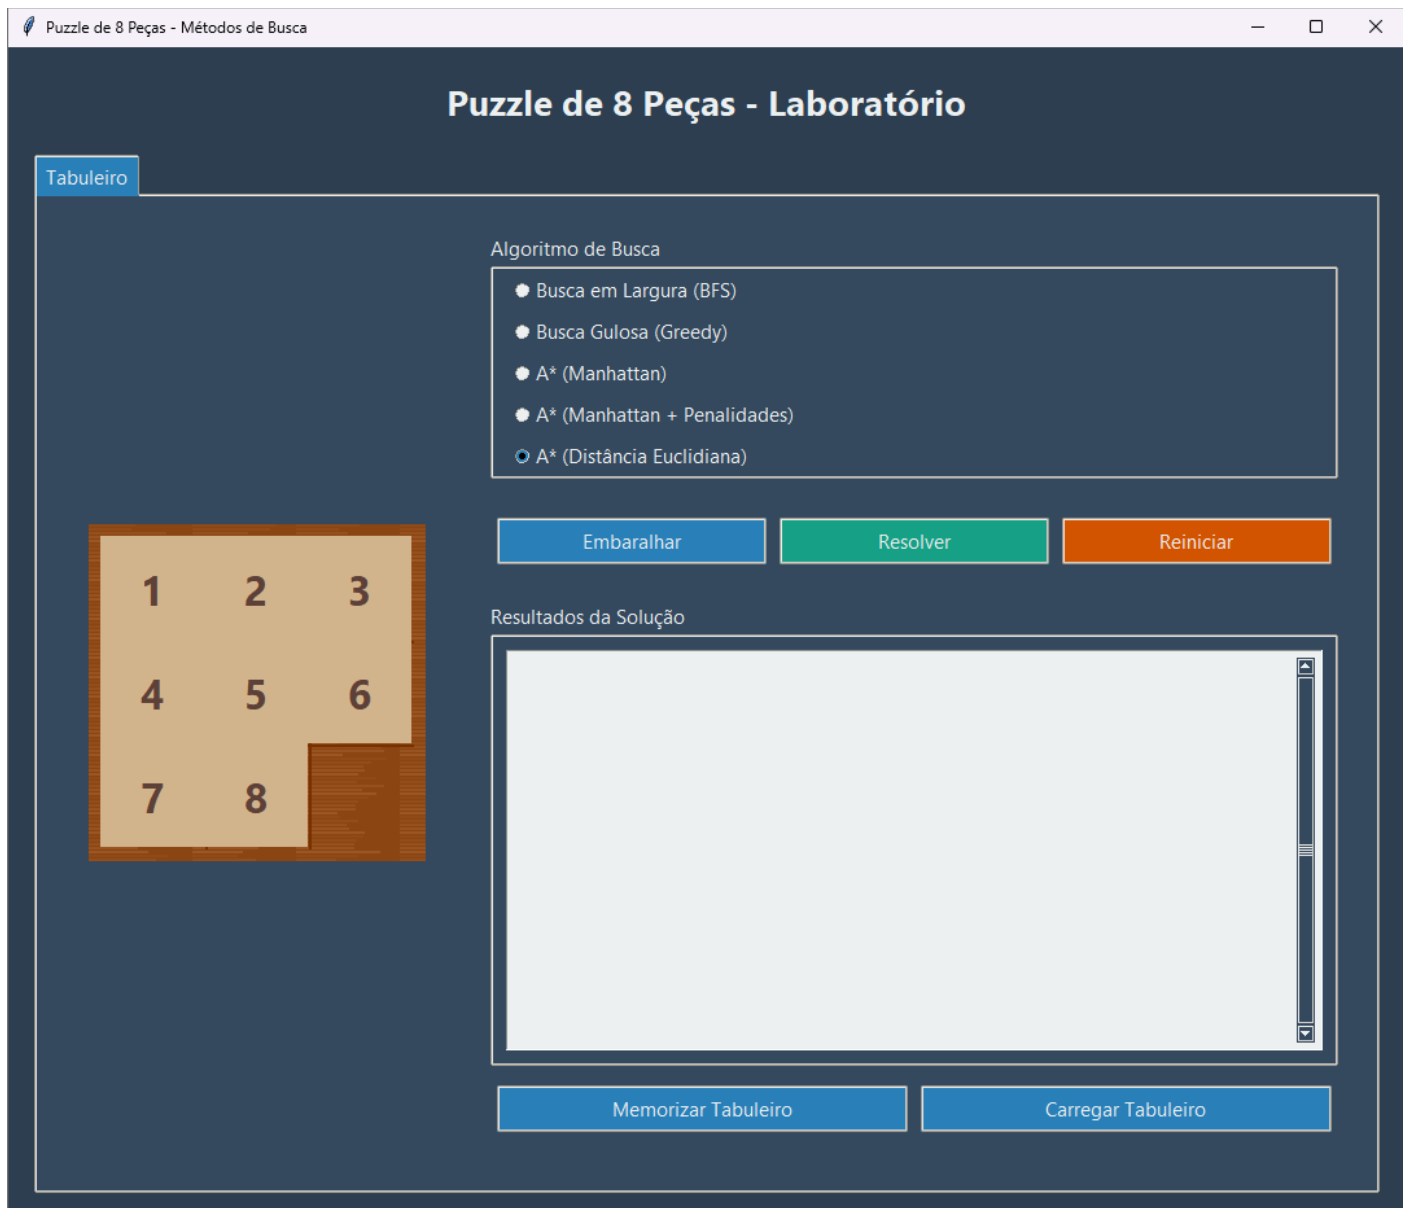 Puzzle de 8 Peças - Métodos de Busca
Puzzle de 8 Peças - Laboratório
Tabuleiro
Algoritmo de Busca
Busca em Largura (BFS)
Busca Gulosa (Greedy)
A* (Manhattan)
A* (Manhattan + Penalidades)
A* (Distância Euclidiana)
Embaralhar Resolver Reiniciar
1 2 3
4 5 6
7 8
Resultados da Solução
Memorizar Tabuleiro Carregar Tabuleiro